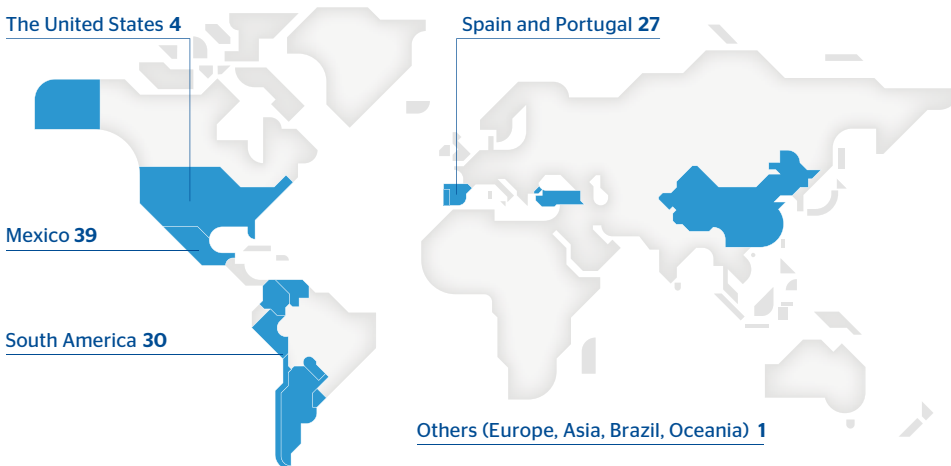 The United States 4
Spain and Portugal 27
Mexico 39
South America 30
Others (Europe, Asia, Brazil, Oceania) 1